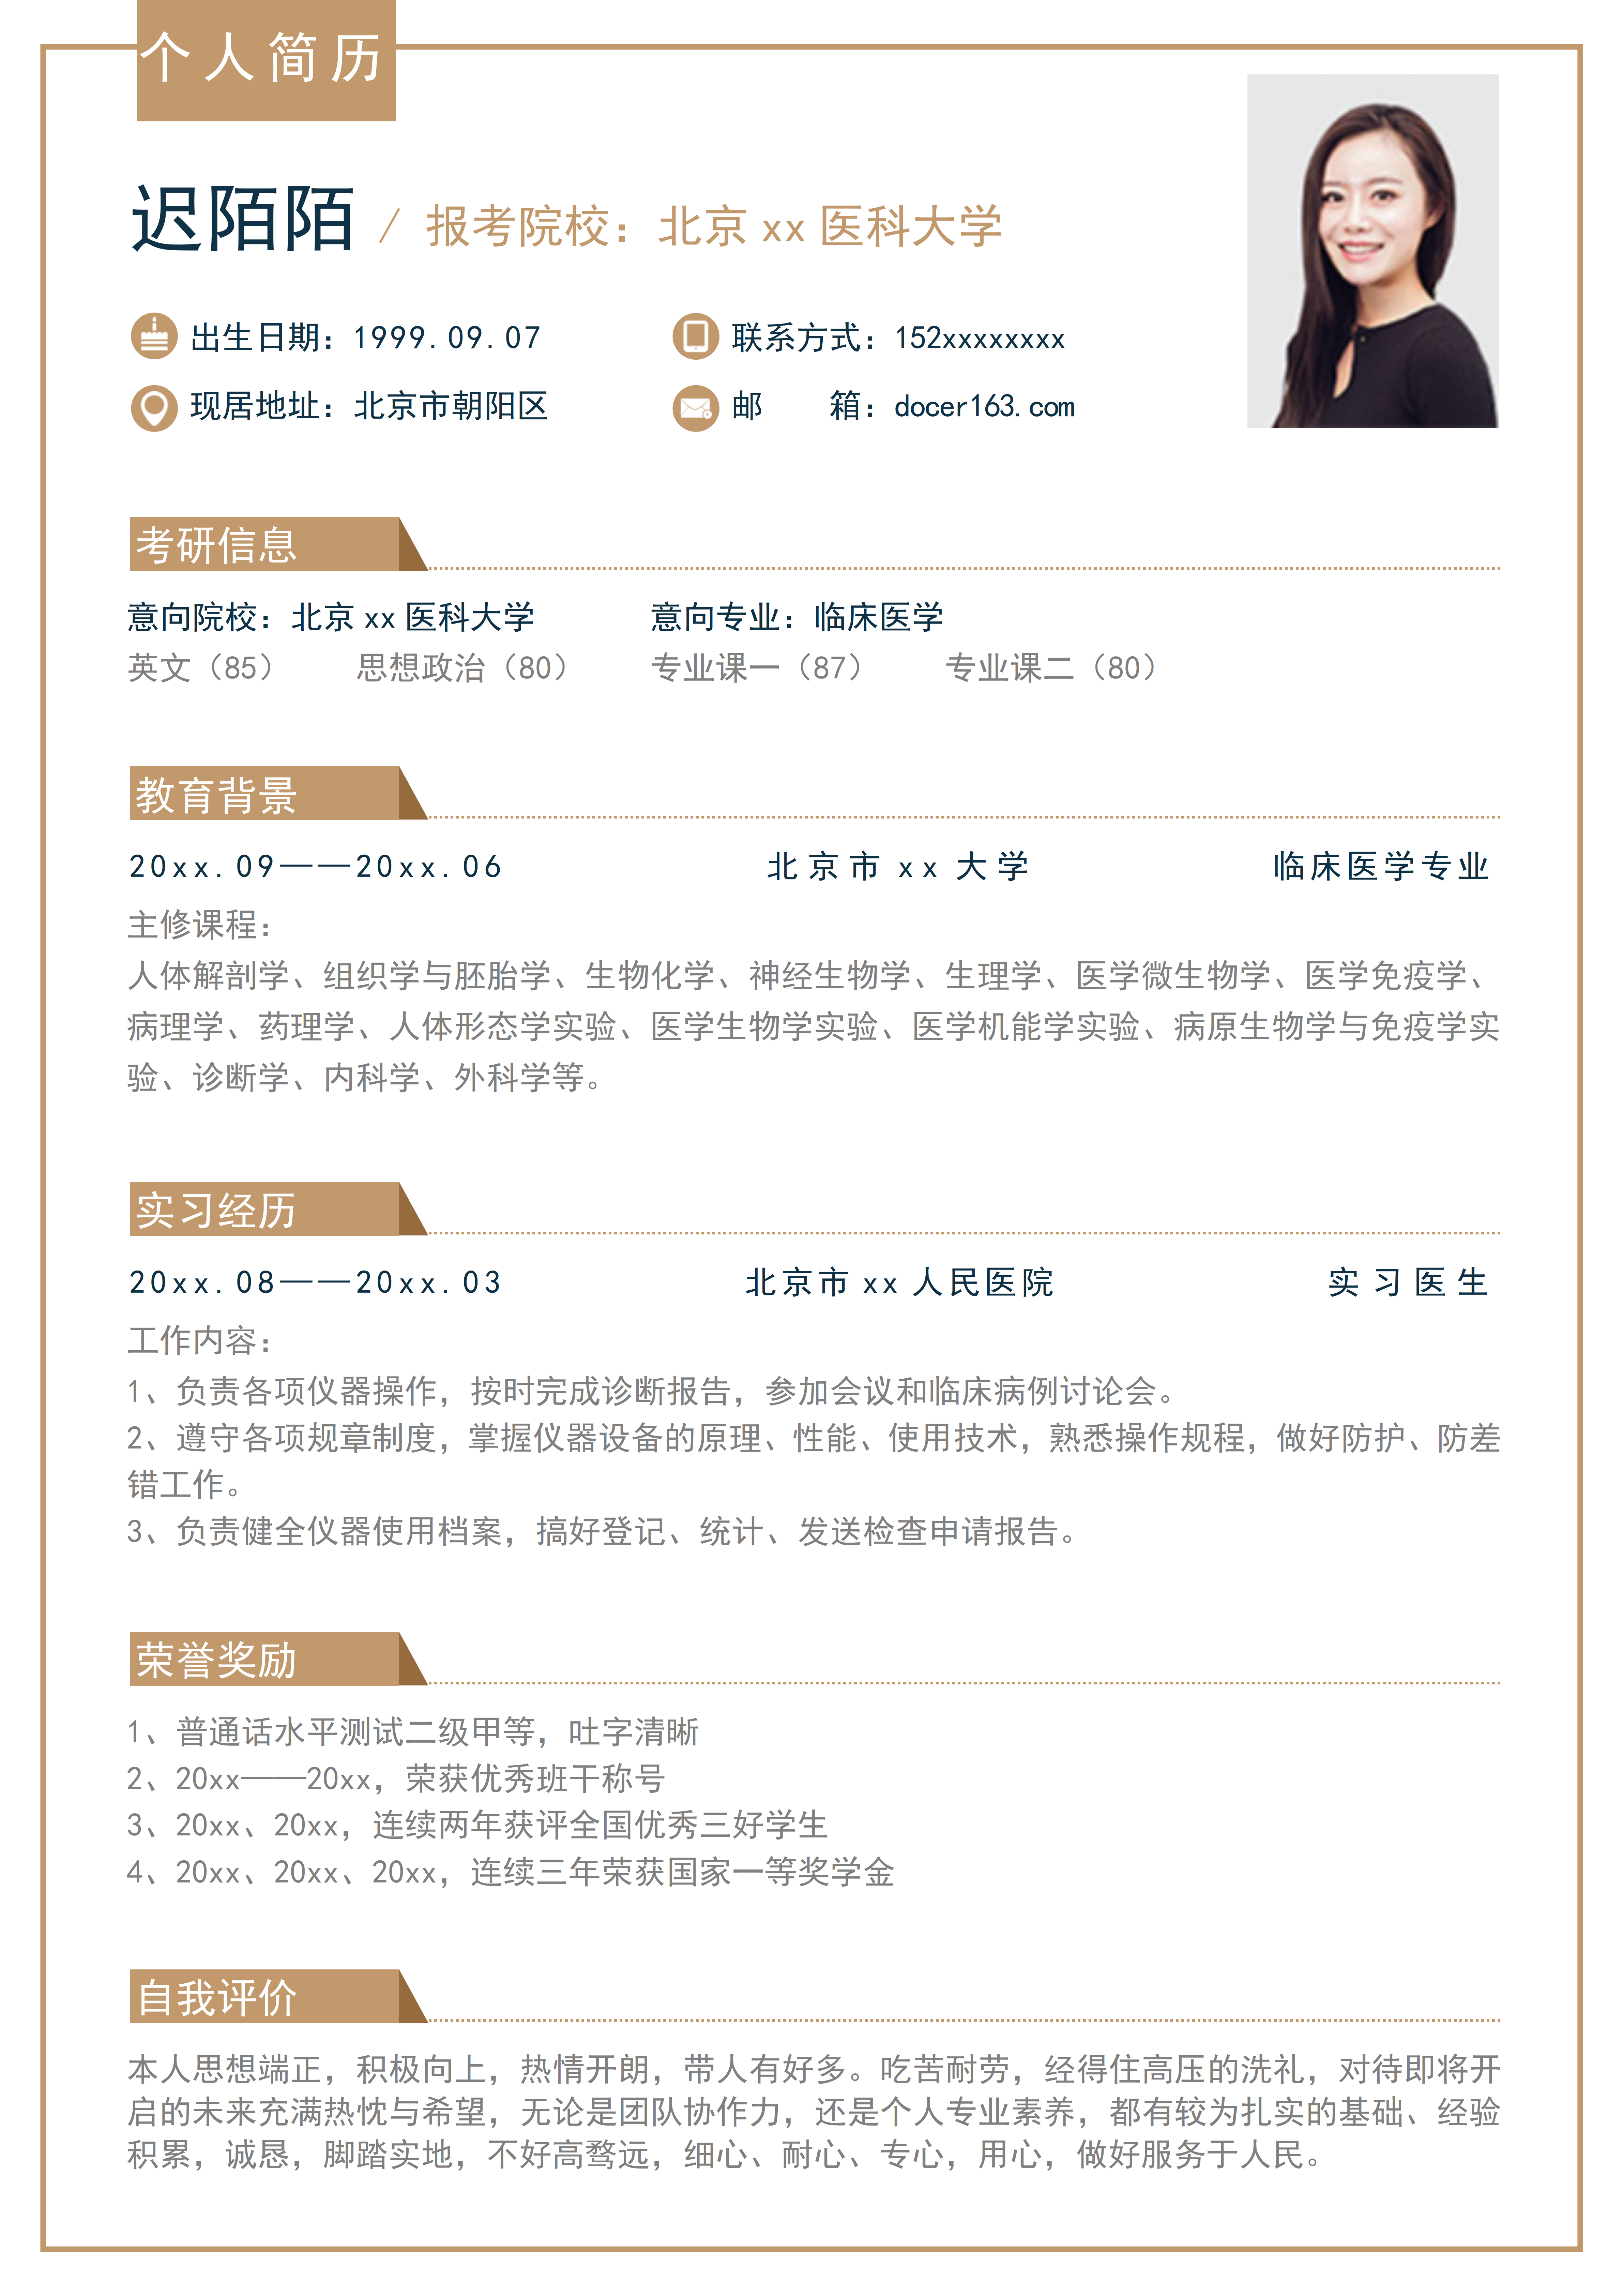 个人简历
迟陌陌 / 报考院校：北京 xx 医科大学
出生日期：1999.09.07 联系方式：152xxxxxxxx
现居地址：北京市朝阳区 邮 箱：docer163.com
考研信息
意向院校：北京 xx 医科大学 意向专业：临床医学
英文（85） 思想政治（80） 专业课一（87） 专业课二（80）
教育背景
20xx.09——20xx.06 北京市 xx 大学 临床医学专业
主修课程：
人体解剖学、组织学与胚胎学、生物化学、神经生物学、生理学、医学微生物学、医学免疫学、
病理学、药理学、人体形态学实验、医学生物学实验、医学机能学实验、病原生物学与免疫学实
验、诊断学、内科学、外科学等。
实习经历
20xx.08——20xx.03 北京市 xx 人民医院 实习医生
工作内容：
1、负责各项仪器操作，按时完成诊断报告，参加会议和临床病例讨论会。
2、遵守各项规章制度，掌握仪器设备的原理、性能、使用技术，熟悉操作规程，做好防护、防差
错工作。
3、负责健全仪器使用档案，搞好登记、统计、发送检查申请报告。
荣誉奖励
1、普通话水平测试二级甲等，吐字清晰
2、20xx——20xx，荣获优秀班干称号
3、20xx、20xx，连续两年获评全国优秀三好学生
4、20xx、20xx、20xx，连续三年荣获国家一等奖学金
自我评价
本人思想端正，积极向上，热情开朗，带人有好多。吃苦耐劳，经得住高压的洗礼，对待即将开
启的未来充满热忱与希望，无论是团队协作力，还是个人专业素养，都有较为扎实的基础、经验
积累，诚恳，脚踏实地，不好高骛远，细心、耐心、专心，用心，做好服务于人民。